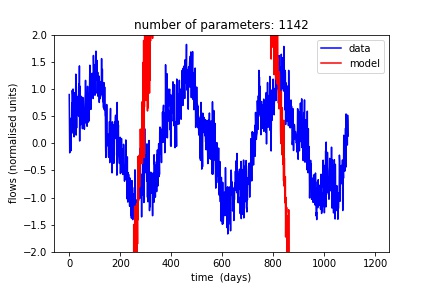 number of parameters: 1142
data
model
flows (normalised units)
2.0
1.5
1.0
0.5
0.0
−0.5
−1.0
−1.5
−2.0
0 200 400 600 800 1000 1200
time (days)